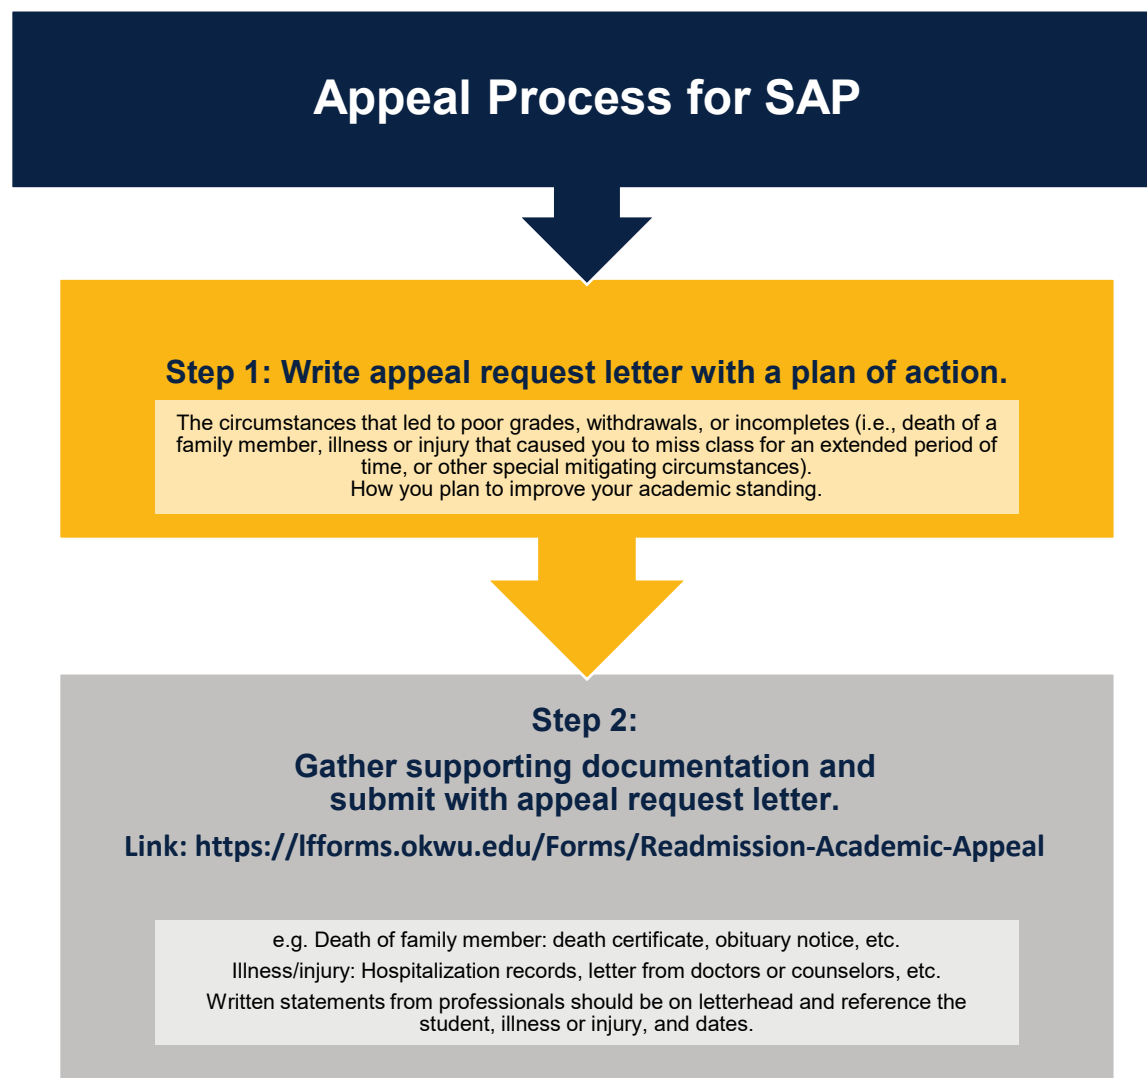 Appeal Process for SAP
Step 1: Write appeal request letter with a plan of action.
The circumstances that led to poor grades, withdrawals, or incompletes (i.e., death of a
family member, illness or injury that caused you to miss class for an extended period of
time, or other special mitigating circumstances).
How you plan to improve your academic standing.
Step 2:
Gather supporting documentation and
submit with appeal request letter.
Link: https://lfforms.okwu.edu/Forms/Readmission-Academic-Appeal
e.g. Death of family member: death certificate, obituary notice, etc.
Illness/injury: Hospitalization records, letter from doctors or counselors, etc.
Written statements from professionals should be on letterhead and reference the
student, illness or injury, and dates.